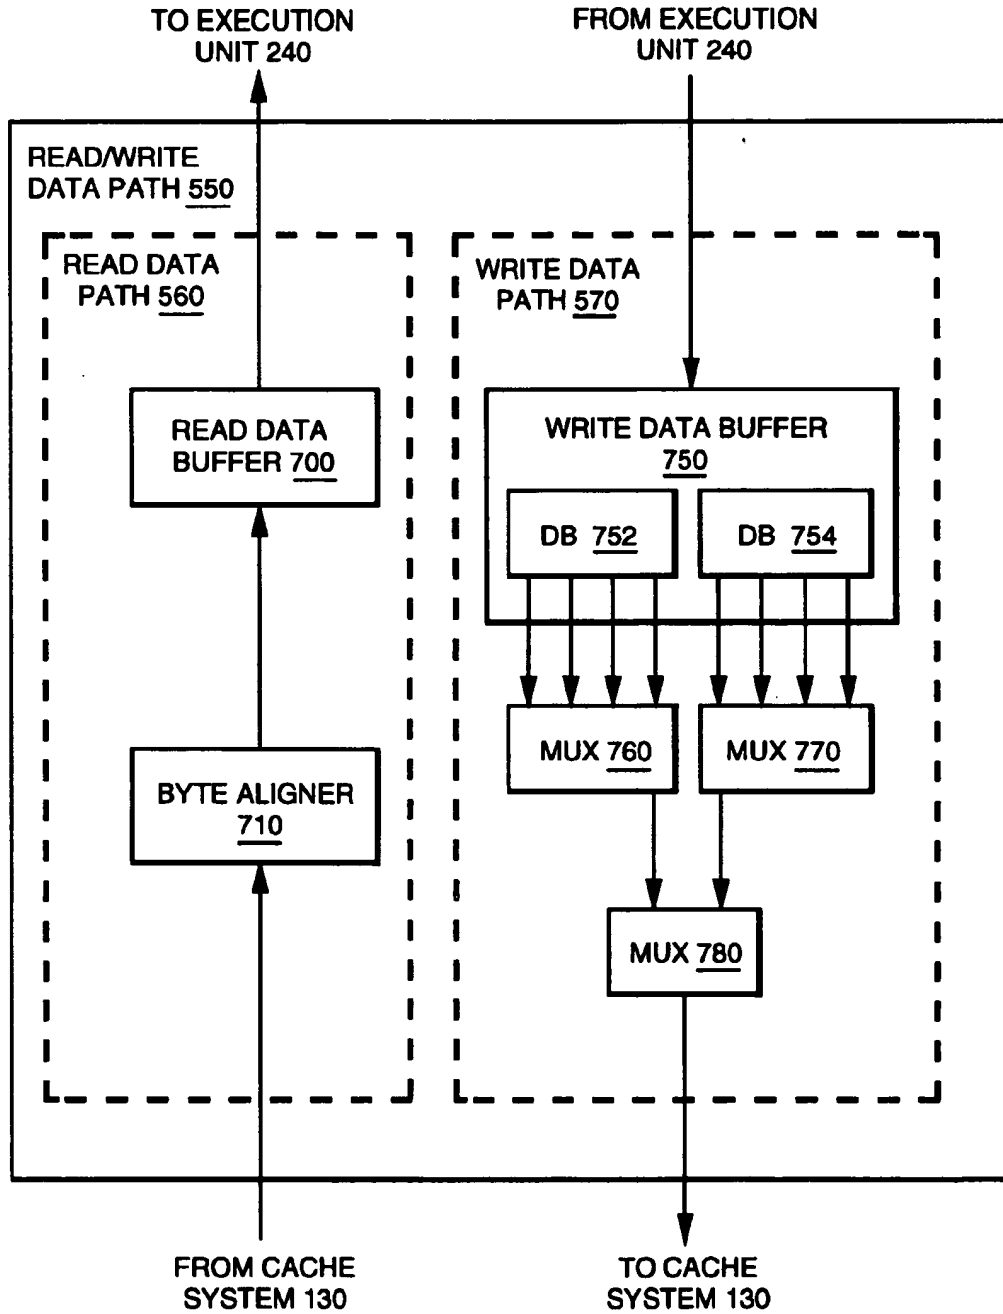 TO EXECUTION
UNIT 240
FROM EXECUTION
UNIT 240
READ/WRITE
DATA PATH 550
READ DATA
PATH 560
WRITE DATA
PATH 570
READ DATA
BUFFER 700
WRITE DATA BUFFER
750
DB 752
DB 754
BYTE ALIGNER
710
MUX 760
MUX 770
MUX 780
FROM CACHE
SYSTEM 130
TO CACHE
SYSTEM 130